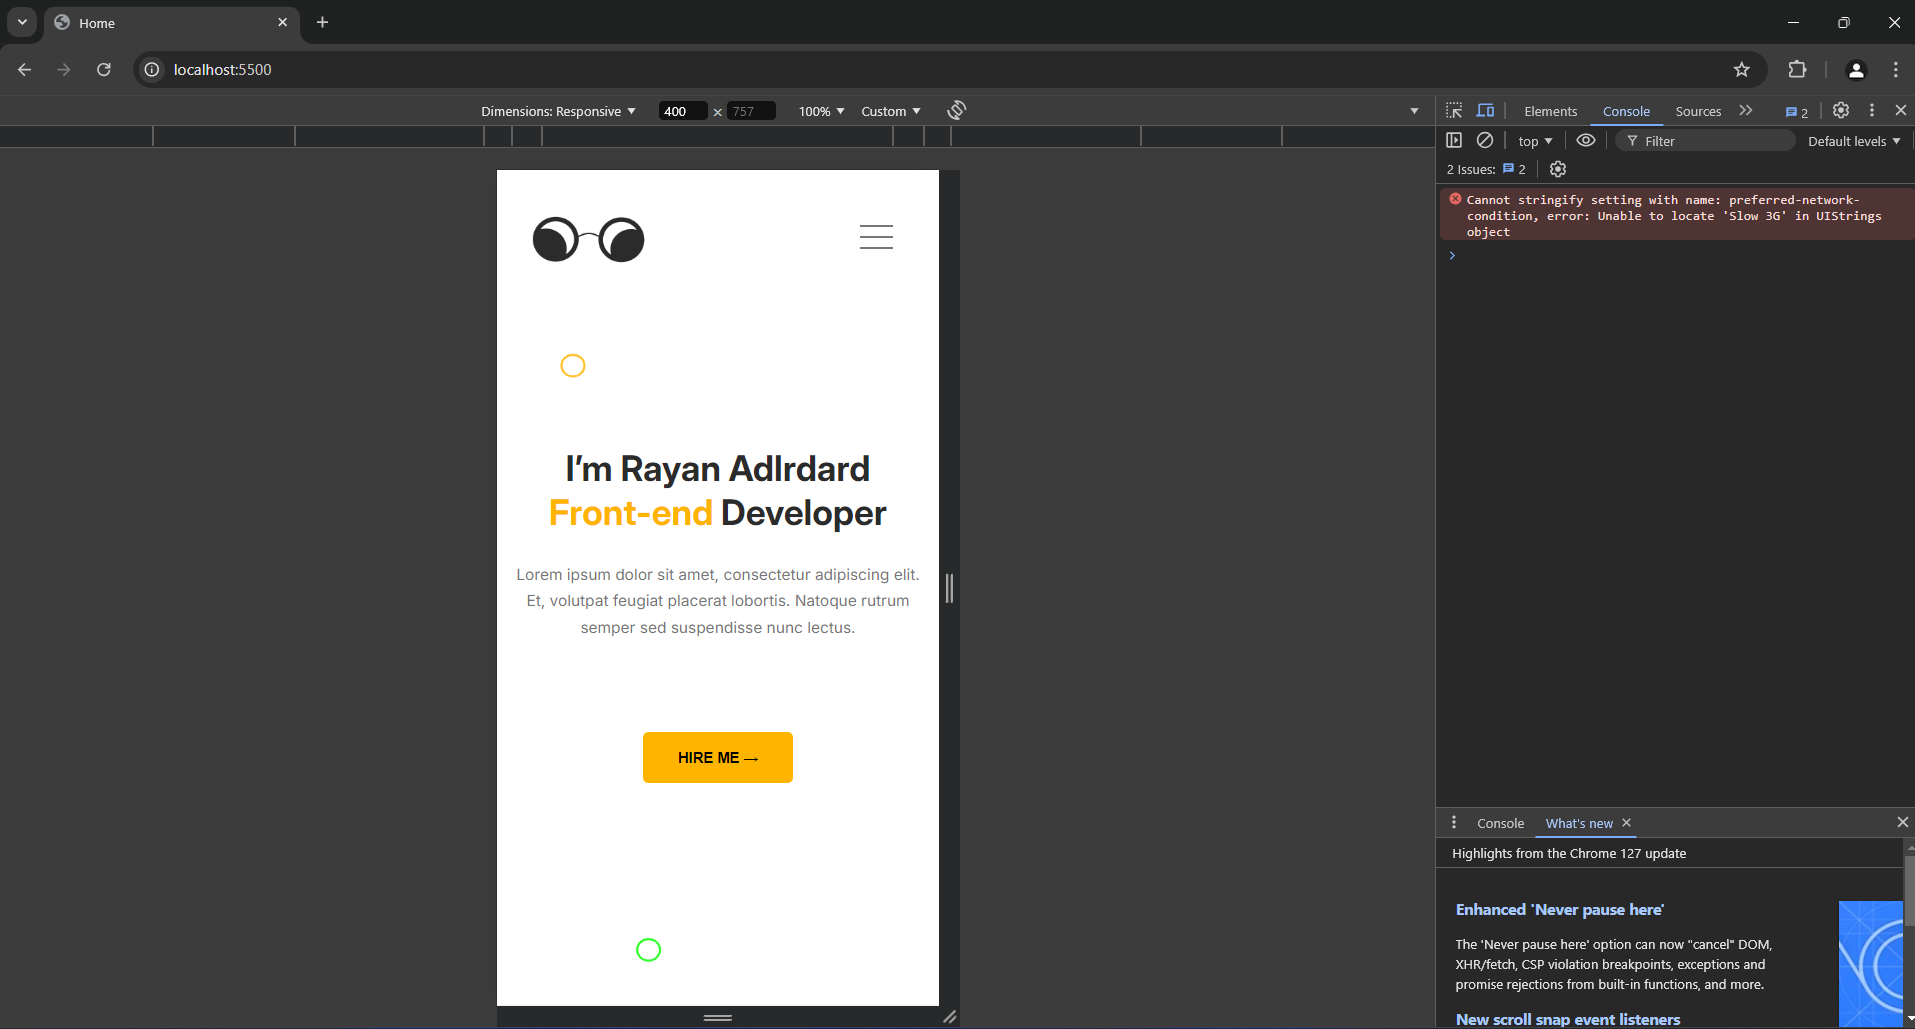 Home
localhost:5500
Dimensions: Responsive
400 × 757
100%
Custom
Elements
Console
Sources
2
top
Filter
Default levels
2 Issues: 2
Cannot stringify setting with name: preferred-network-
condition, error: Unable to locate 'Slow 3G' in UIStrings
object
I'm Rayan Adlrdard
Front-end Developer
Lorem ipsum dolor sit amet, consectetur adipiscing elit.
Et, volutpat feugiat placerat lobortis. Natoque rutrum
semper sed suspendisse nunc lectus.
HIRE ME →
Console
What's new
Highlights from the Chrome 127 update
Enhanced 'Never pause here'
The 'Never pause here' option can now "cancel" DOM,
XHR/fetch, CSP violation breakpoints, exceptions and
promise rejections from built-in functions, and more.
New scroll snap event listeners